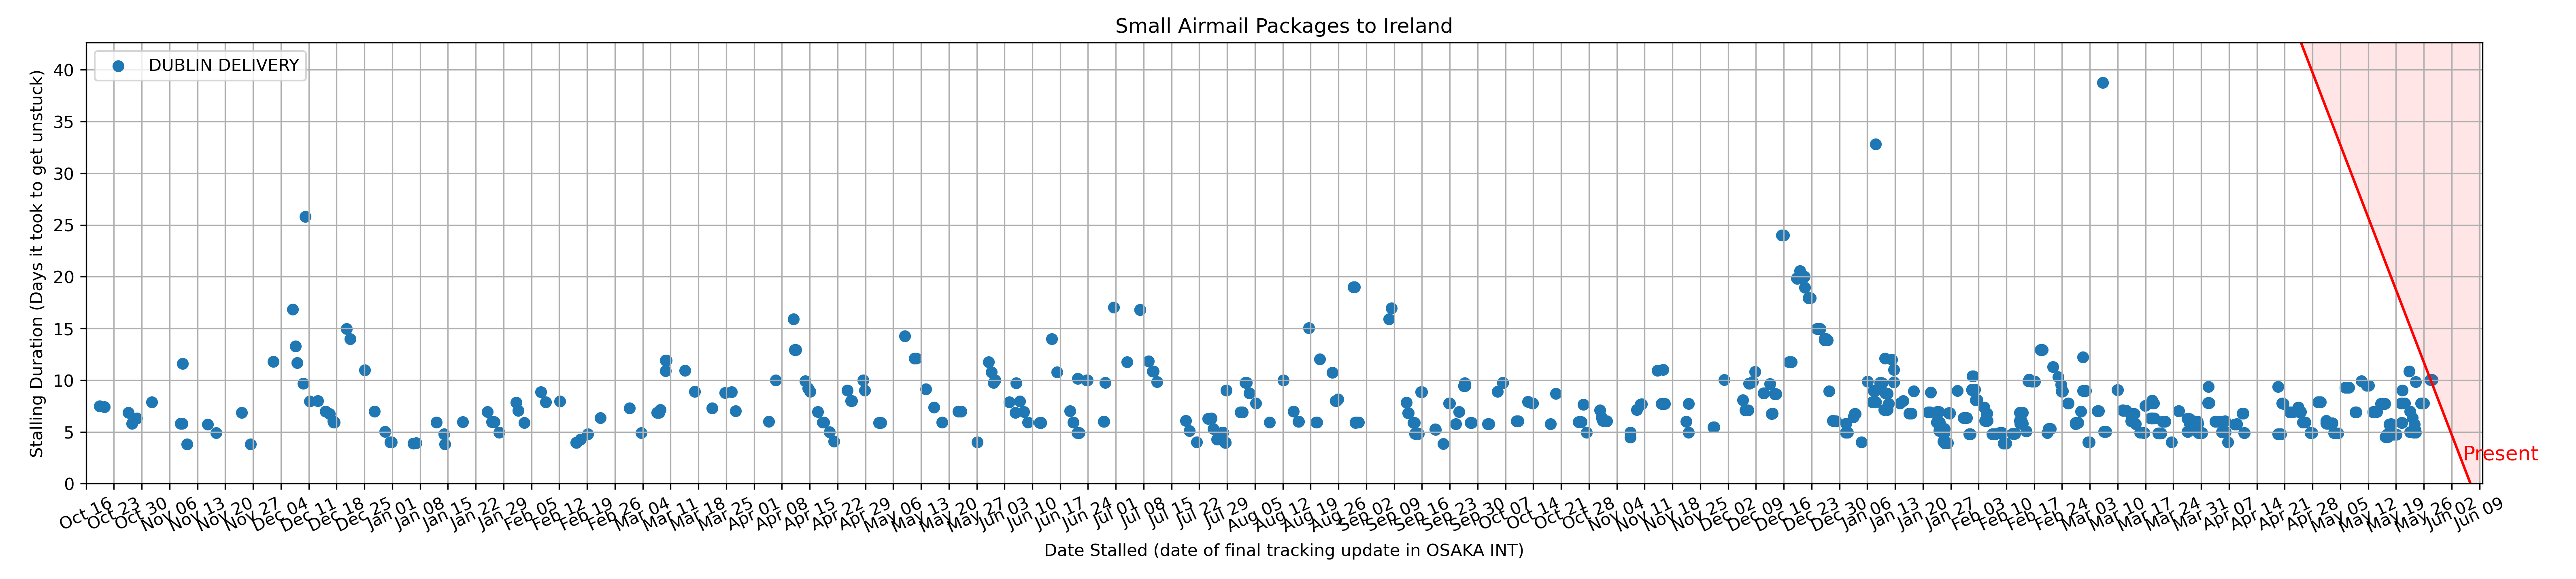 Small Airmail Packages to Ireland
DUBLIN DELIVERY
Stalling Duration (Days it took to get unstuck)
40
35
30
25
20
15
10
5
0
Present
Oct 16 Oct 23 Oct 30 Nov 06 Nov 13 Nov 20 Nov 27 Dec 04 Dec 11 Dec 18 Dec 25 Jan 01 Jan 08 Jan 15 Jan 22 Jan 29 Feb 05 Feb 12 Feb 19 Feb 26 Mar 04 Mar 11 Mar 18 Mar 25 Apr 01 Apr 08 Apr 15 Apr 22 Apr 29 May 06 May 13 May 20 May 27 Jun 03 Jun 10 Jun 17 Jun 24 Jul 01 Jul 08 Jul 15 Jul 22 Jul 29 Aug 05 Aug 12 Aug 19 Aug 26 Sep 02 Sep 09 Sep 16 Sep 23 Sep 30 Oct 07 Oct 14 Oct 21 Oct 28 Nov 04 Nov 11 Nov 18 Nov 25 Dec 02 Dec 09 Dec 16 Dec 23 Dec 30 Jan 06 Jan 13 Jan 20 Jan 27 Feb 03 Feb 10 Feb 17 Feb 24 Mar 03 Mar 10 Mar 17 Mar 24 Mar 31 Apr 07 Apr 14 Apr 21 Apr 28 May 05 May 12 May 19 May 26 Jun 02 Jun 09
Date Stalled (date of final tracking update in OSAKA INT)